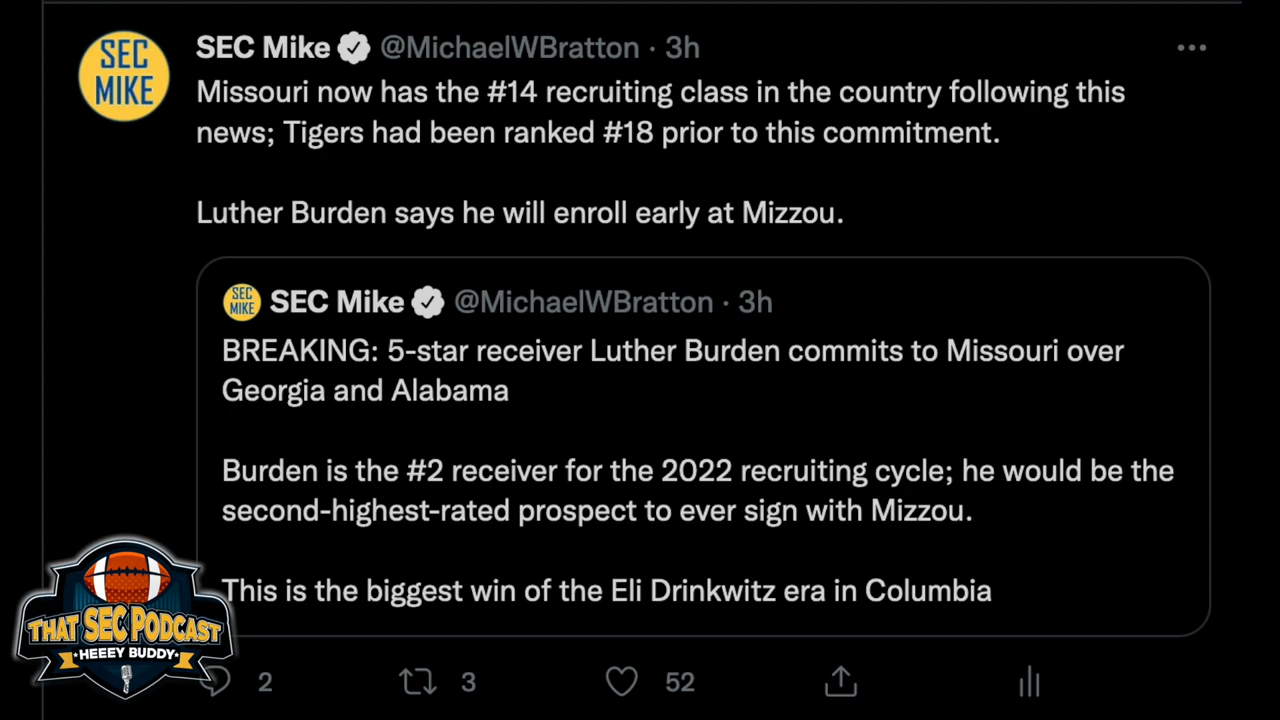 SEC
MIKE
SEC Mike @MichaelWBratton · 3h
Missouri now has the #14 recruiting class in the country following this
news; Tigers had been ranked #18 prior to this commitment.
Luther Burden says he will enroll early at Mizzou.
SEC
MIKE
SEC Mike @MichaelWBratton · 3h
BREAKING: 5-star receiver Luther Burden commits to Missouri over
Georgia and Alabama
Burden is the #2 receiver for the 2022 recruiting cycle; he would be the
second-highest-rated prospect to ever sign with Mizzou.
This is the biggest win of the Eli Drinkwitz era in Columbia
THAT SEC PODCAST
HEEEY BUDDY
2 3 52